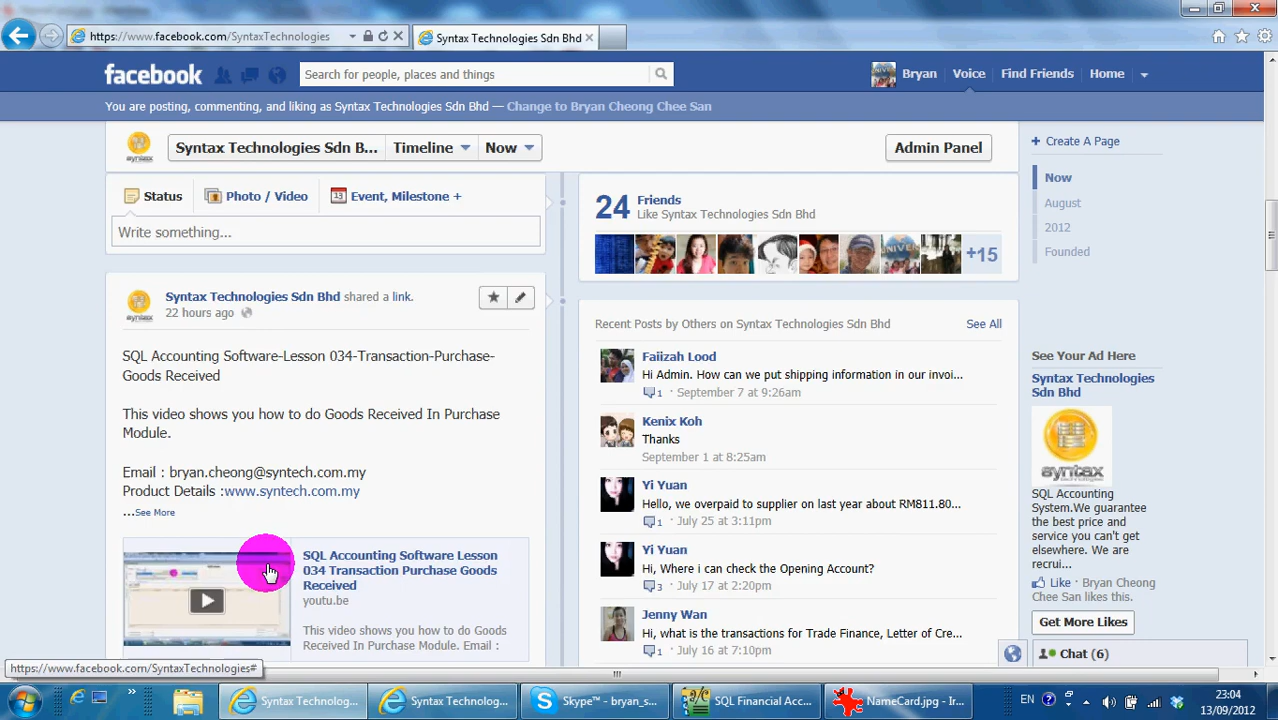 https://www.facebook.com/SyntaxTechnologies
Syntax Technologies Sdn Bhd
facebook
Search for people, places and things
Bryan
Voice
Find Friends
Home
You are posting, commenting, and liking as Syntax Technologies Sdn Bhd — Change to Bryan Cheong Chee San
Syntax Technologies Sdn B...
Timeline
Now
Admin Panel
Status
Photo / Video
Event, Milestone +
Write something...
Syntax Technologies Sdn Bhd shared a link.
22 hours ago
SQL Accounting Software-Lesson 034-Transaction-Purchase-
Goods Received
This video shows you how to do Goods Received In Purchase
Module.
Email : bryan.cheong@syntech.com.my
Product Details :www.syntech.com.my
...See More
SQL Accounting Software Lesson
034 Transaction Purchase Goods
Received
youtu.be
This video shows you how to do Goods
Received In Purchase Module. Email :
24
Friends
Like Syntax Technologies Sdn Bhd
+15
Recent Posts by Others on Syntax Technologies Sdn Bhd
See All
Faiizah Lood
Hi Admin. How can we put shipping information in our invoi...
1 · September 7 at 9:26am
Kenix Koh
Thanks
September 1 at 8:25am
Yi Yuan
Hello, we overpaid to supplier on last year about RM811.80...
1 · July 25 at 3:11pm
Yi Yuan
Hi, Where i can check the Opening Account?
3 · July 17 at 2:20pm
Jenny Wan
Hi, what is the transactions for Trade Finance, Letter of Cre...
1 · July 16 at 7:10pm
+ Create A Page
Now
August
2012
Founded
See Your Ad Here
Syntax Technologies
Sdn Bhd
syntax
SQL Accounting
System.We guarantee
the best price and
service you can't get
elsewhere. We are
recrui...
Like · Bryan Cheong
Chee San likes this.
Get More Likes
Chat (6)
https://www.facebook.com/SyntaxTechnologies#
Syntax Technolog...
Syntax Technolog...
Skype™ - bryan_s...
SQL Financial Acc...
NameCard.jpg - Ir...
EN
23:04
13/09/2012